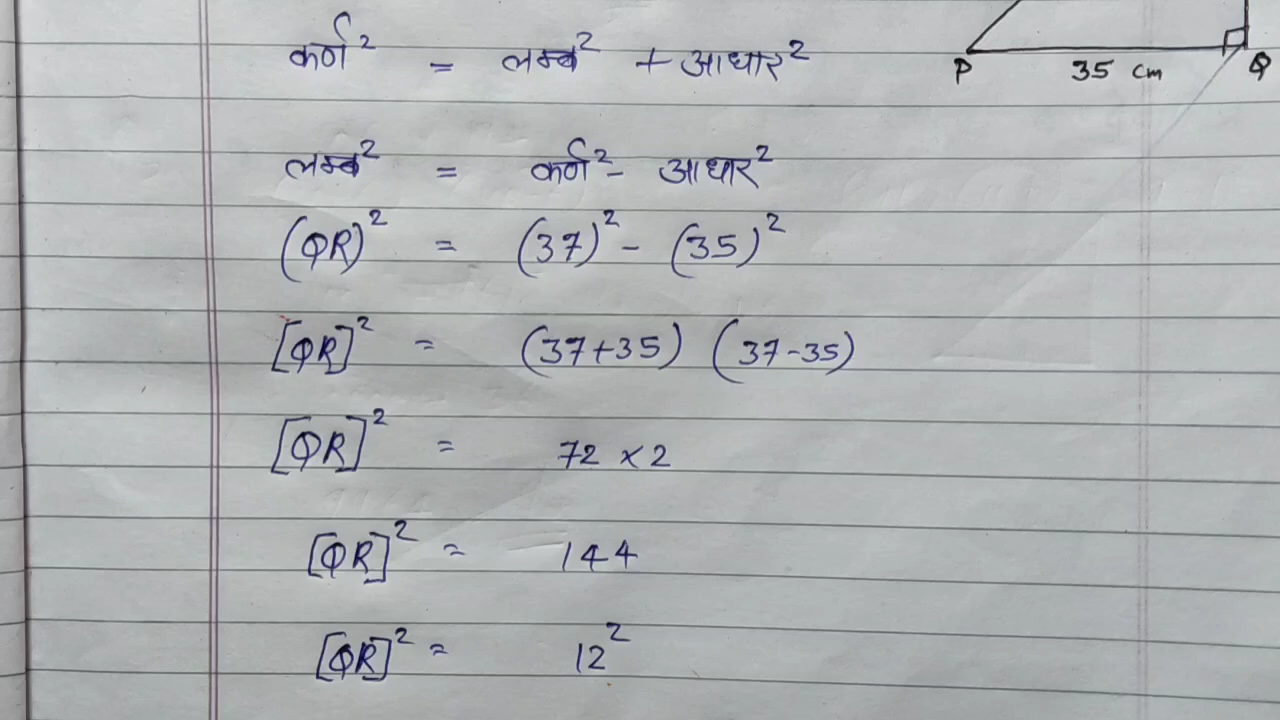 कर्ण² = लम्ब² + आधार²
P 35 cm Q
लम्ब² = कर्ण² - आधार²
(QR)² = (37)² - (35)²
[QR]² = (37+35) (37-35)
[QR]² = 72 × 2
[QR]² = 144
[QR]² = 12²